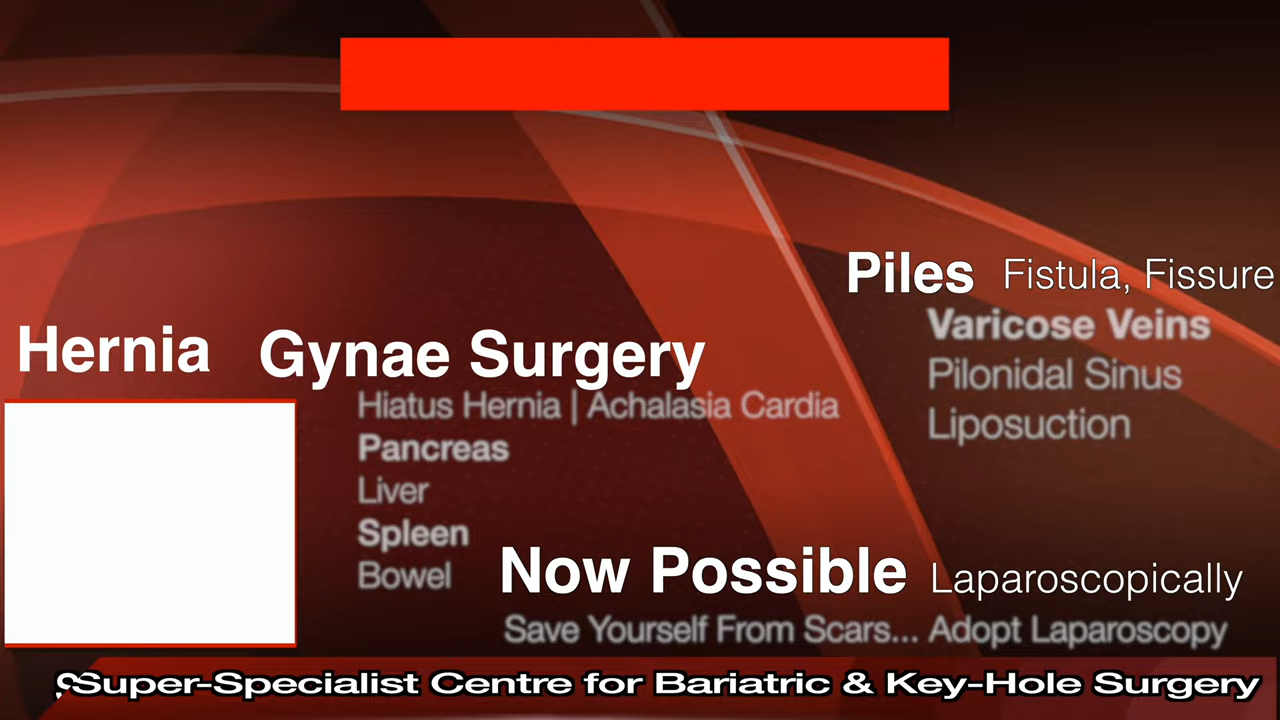 Piles Fistula, Fissure
Varicose Veins
Pilonidal Sinus
Liposuction
Hernia Gynae Surgery
Hiatus Hernia | Achalasia Cardia
Pancreas
Liver
Spleen
Bowel
Now Possible Laparoscopically
Save Yourself From Scars... Adopt Laparoscopy
Super-Specialist Centre for Bariatric & Key-Hole Surgery